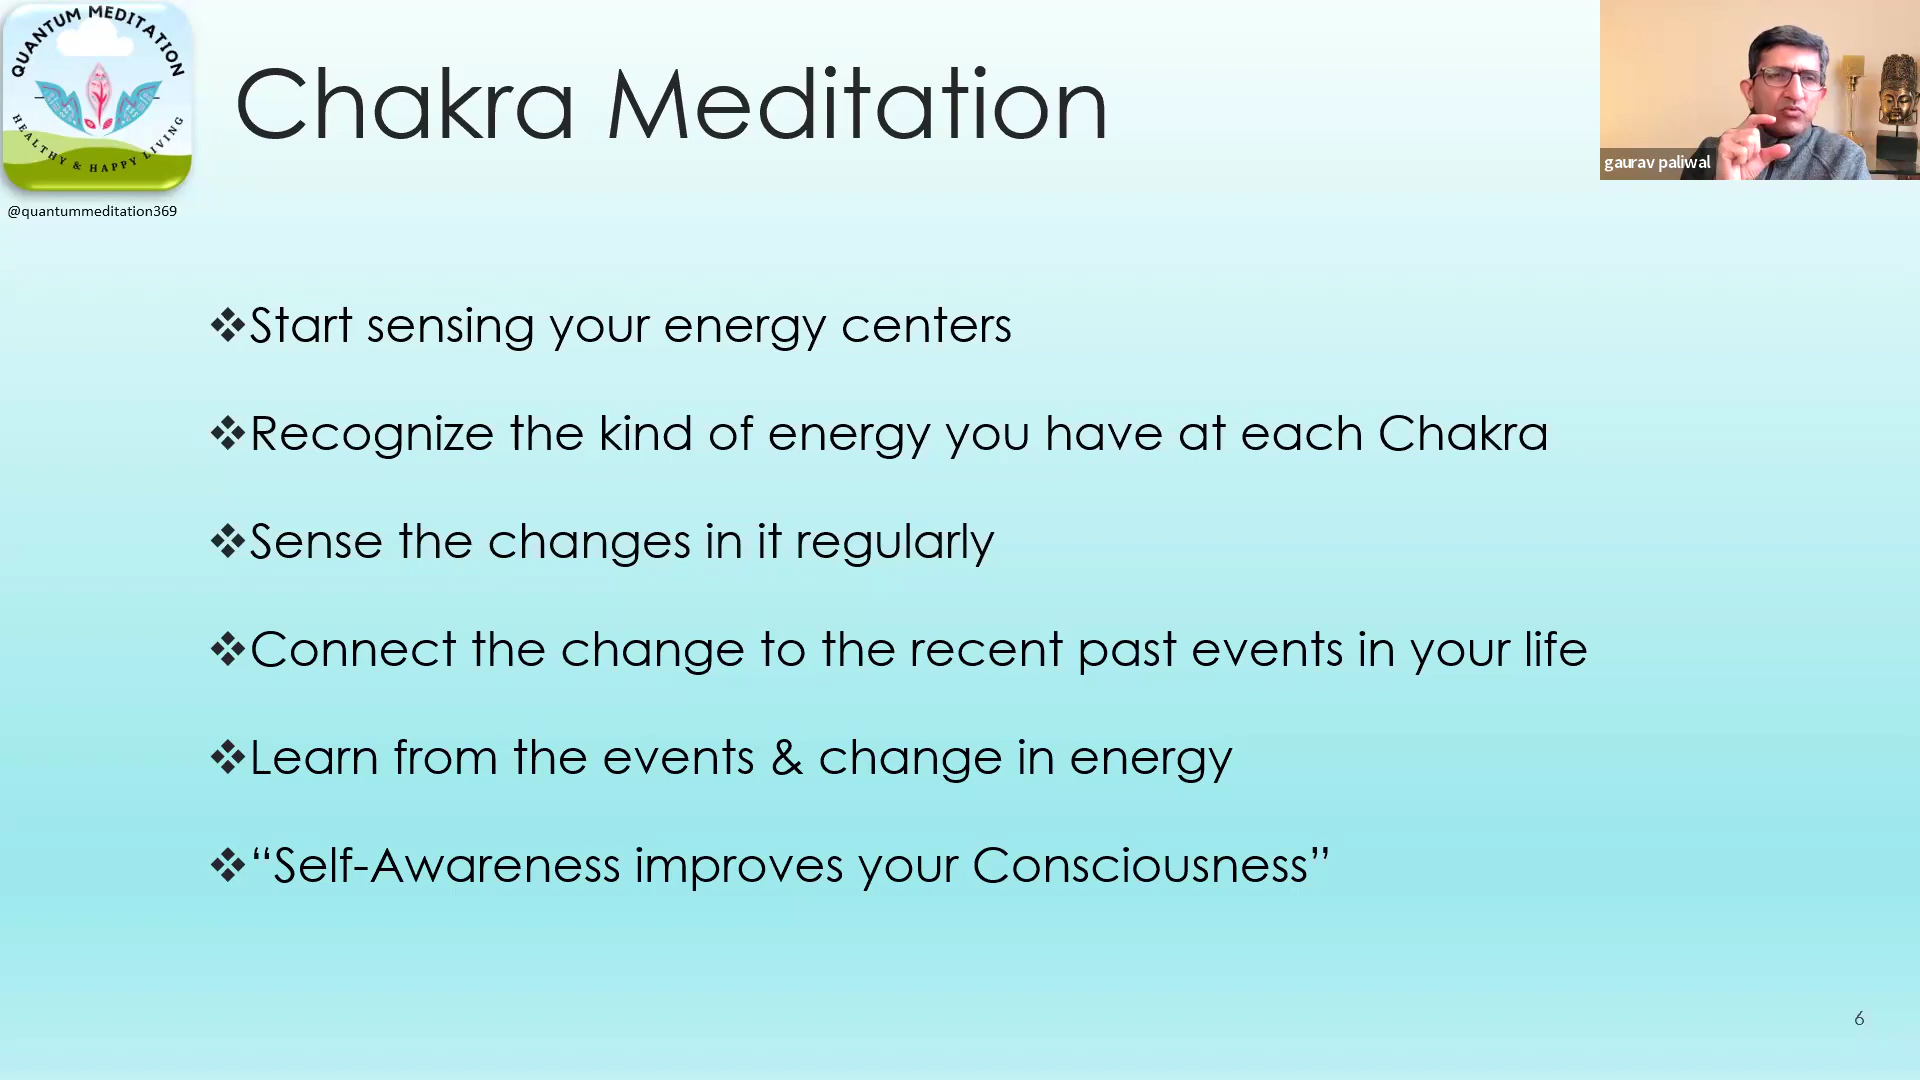 QUANTUM MEDITATION
HEALTHY & HAPPY LIVING
@quantummeditation369
Chakra Meditation
gaurav paliwal
❖Start sensing your energy centers
❖Recognize the kind of energy you have at each Chakra
❖Sense the changes in it regularly
❖Connect the change to the recent past events in your life
❖Learn from the events & change in energy
❖“Self-Awareness improves your Consciousness”
6